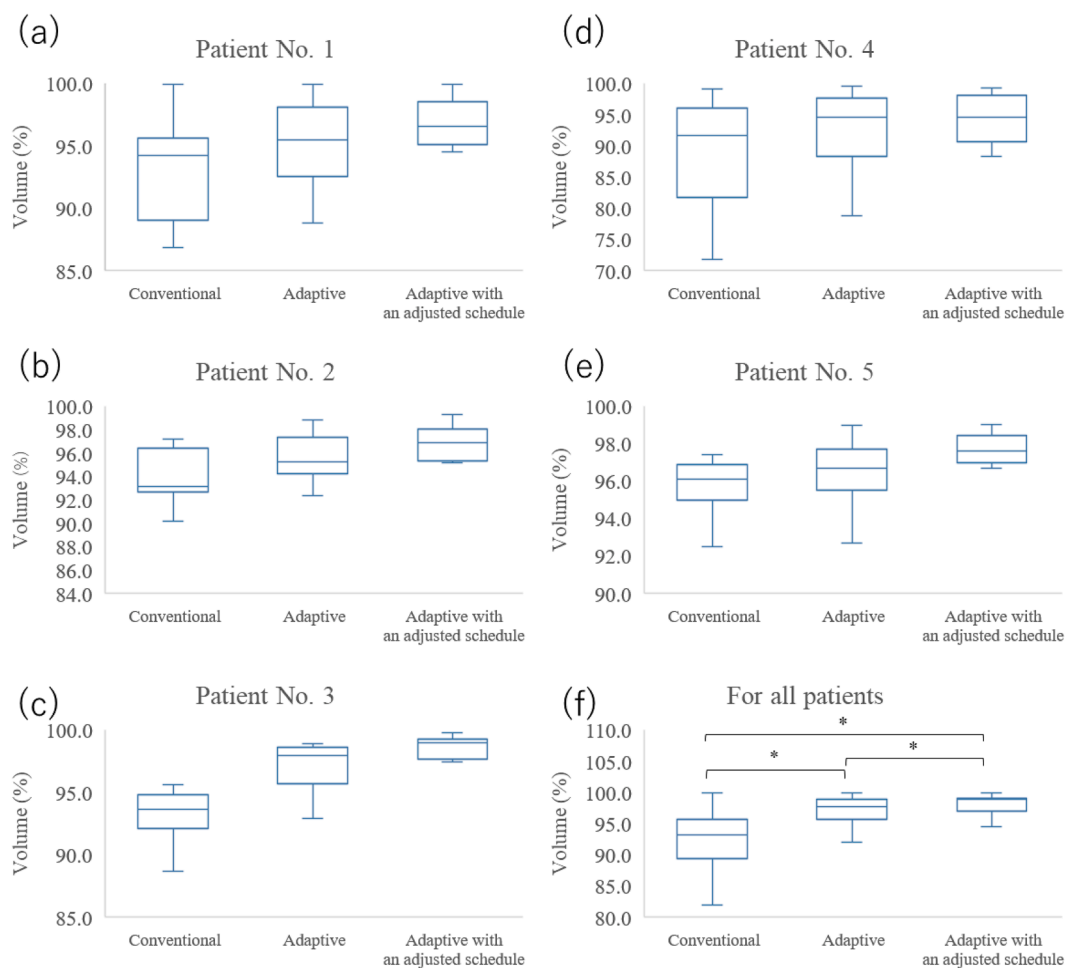 (a)
Patient No. 1
Volume (%)
100.0
95.0
90.0
85.0
Conventional
Adaptive
Adaptive with
an adjusted schedule
(b)
Patient No. 2
Volume (%)
100.0
98.0
96.0
94.0
92.0
90.0
88.0
86.0
84.0
Conventional
Adaptive
Adaptive with
an adjusted schedule
(c)
Patient No. 3
Volume (%)
100.0
95.0
90.0
85.0
Conventional
Adaptive
Adaptive with
an adjusted schedule
(d)
Patient No. 4
Volume (%)
100.0
95.0
90.0
85.0
80.0
75.0
70.0
Conventional
Adaptive
Adaptive with
an adjusted schedule
(e)
Patient No. 5
Volume (%)
100.0
98.0
96.0
94.0
92.0
90.0
Conventional
Adaptive
Adaptive with
an adjusted schedule
(f)
For all patients
Volume (%)
110.0
105.0
100.0
95.0
90.0
85.0
80.0
*
*
*
Conventional
Adaptive
Adaptive with
an adjusted schedule